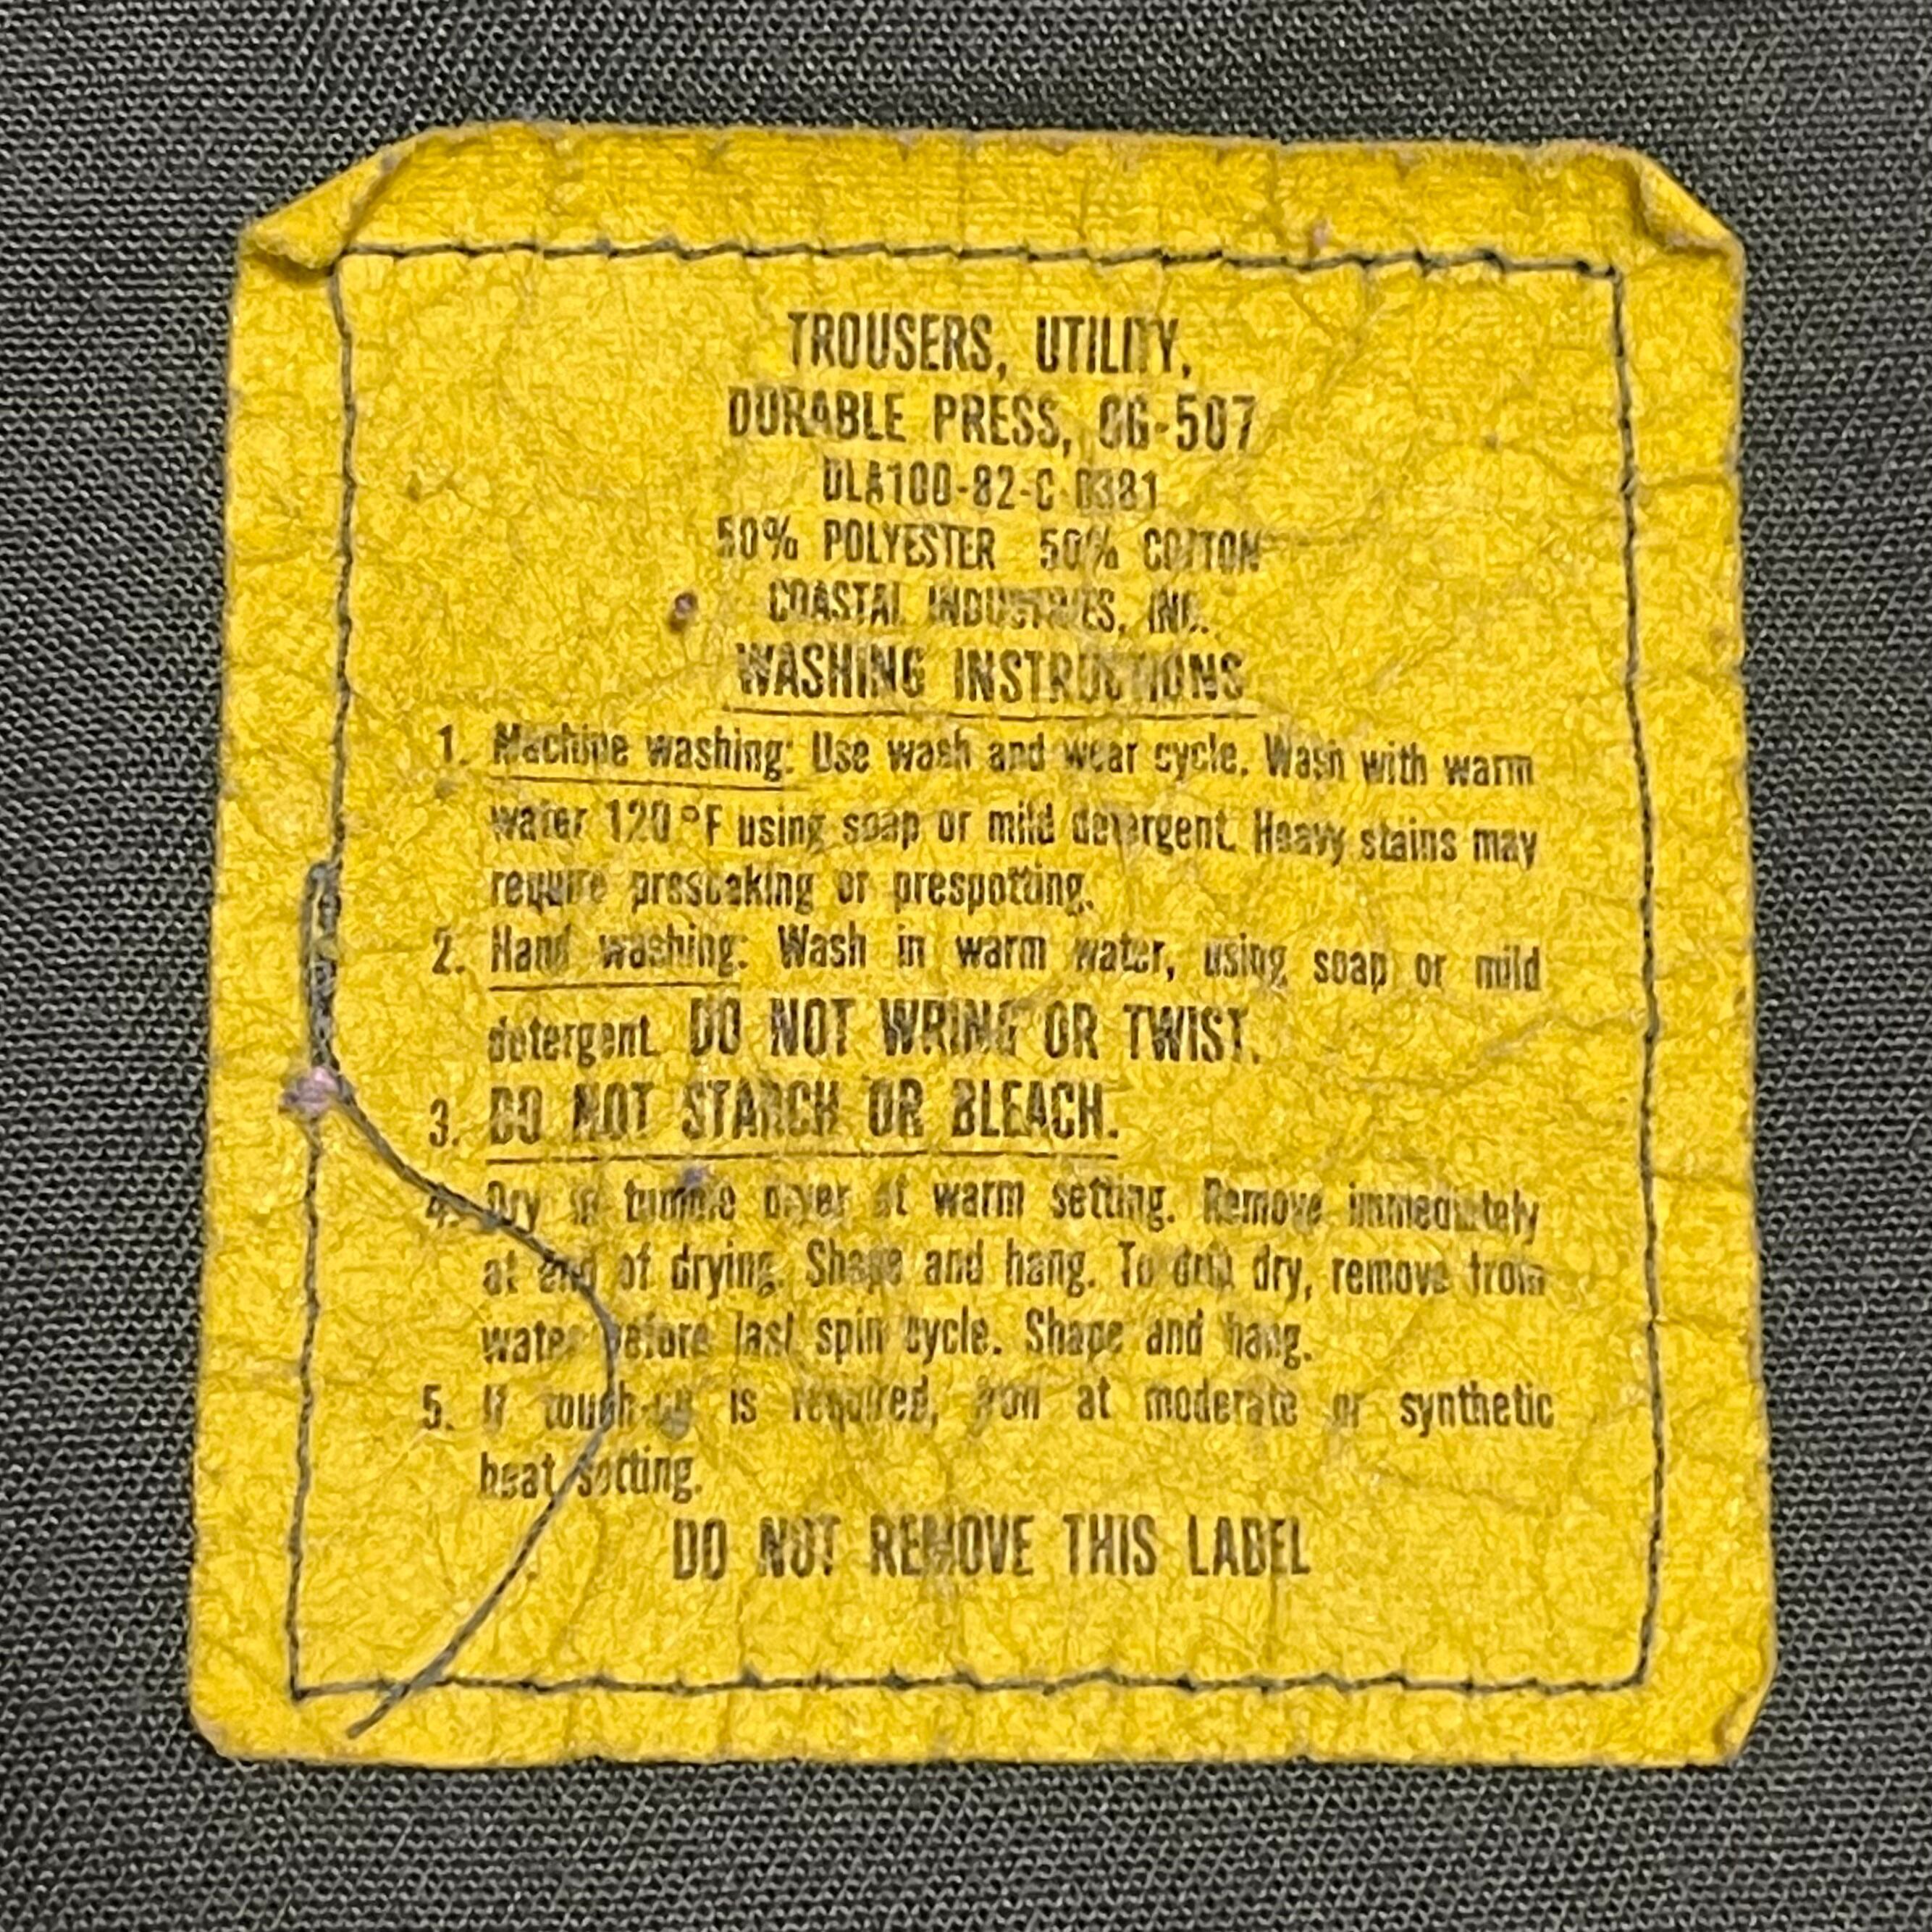 TROUSERS, UTILITY,
DURABLE PRESS, OG-507
DLA100-82-C-0381
50% POLYESTER 50% COTTON
COASTAL INDUSTRIES, INC.
WASHING INSTRUCTIONS
1. Machine washing: Use wash and wear cycle. Wash with warm
water 120°F using soap or mild detergent. Heavy stains may
require presoaking or prespotting.
2. Hand washing: Wash in warm water, using soap or mild
detergent. DO NOT WRING OR TWIST.
3. DO NOT STARCH OR BLEACH.
4. Dry in tumble dryer at warm setting. Remove immediately
at end of drying. Shape and hang. To drip dry, remove from
water before last spin cycle. Shape and hang.
5. If touch-up is required, iron at moderate or synthetic
heat setting.
DO NOT REMOVE THIS LABEL